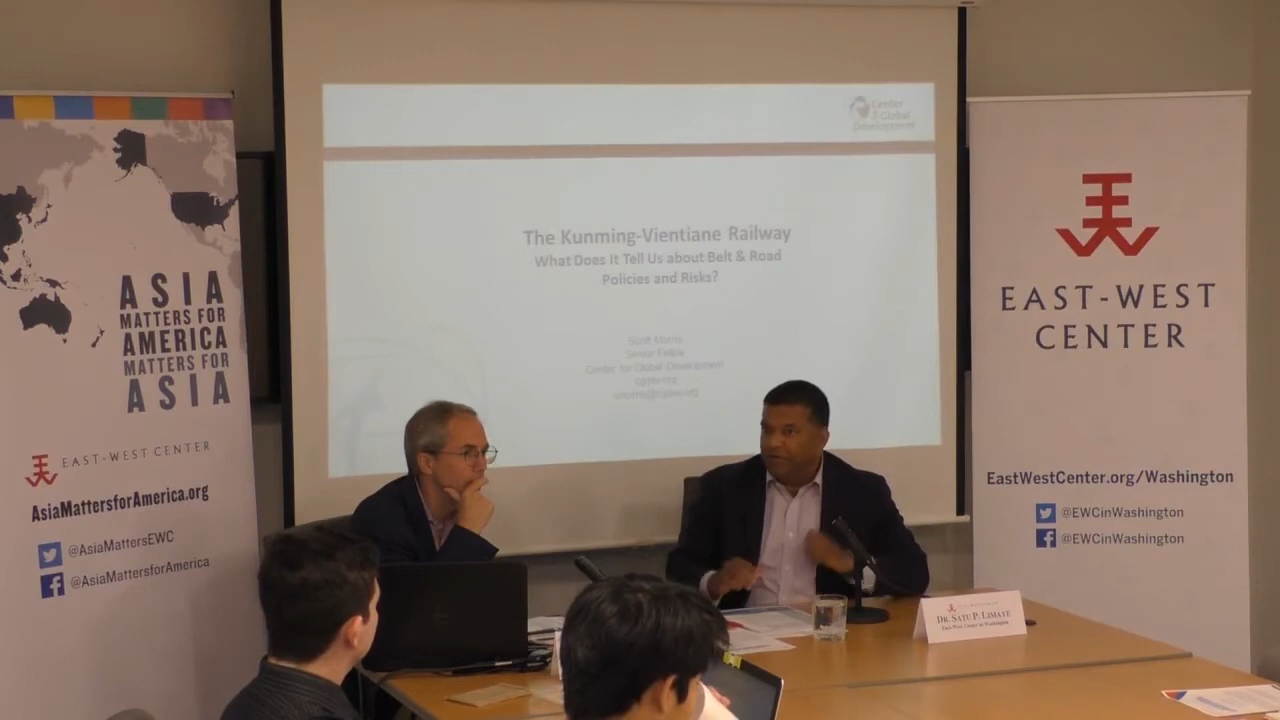 ASIA
MATTERS FOR
AMERICA
MATTERS FOR
ASIA
EAST-WEST CENTER
AsiaMattersforAmerica.org
@AsiaMattersEWC
@AsiaMattersforAmerica
Center
Global
Development
The Kunming-Vientiane Railway
What Does It Tell Us about Belt & Road
Policies and Risks?
Scott Morris
Senior Fellow
Center for Global Development
EAST-WEST
CENTER
EastWestCenter.org/Washington
@EWCinWashington
@EWCinWashington
DR. SATU P. LIMAYE
East-West Center in Washington